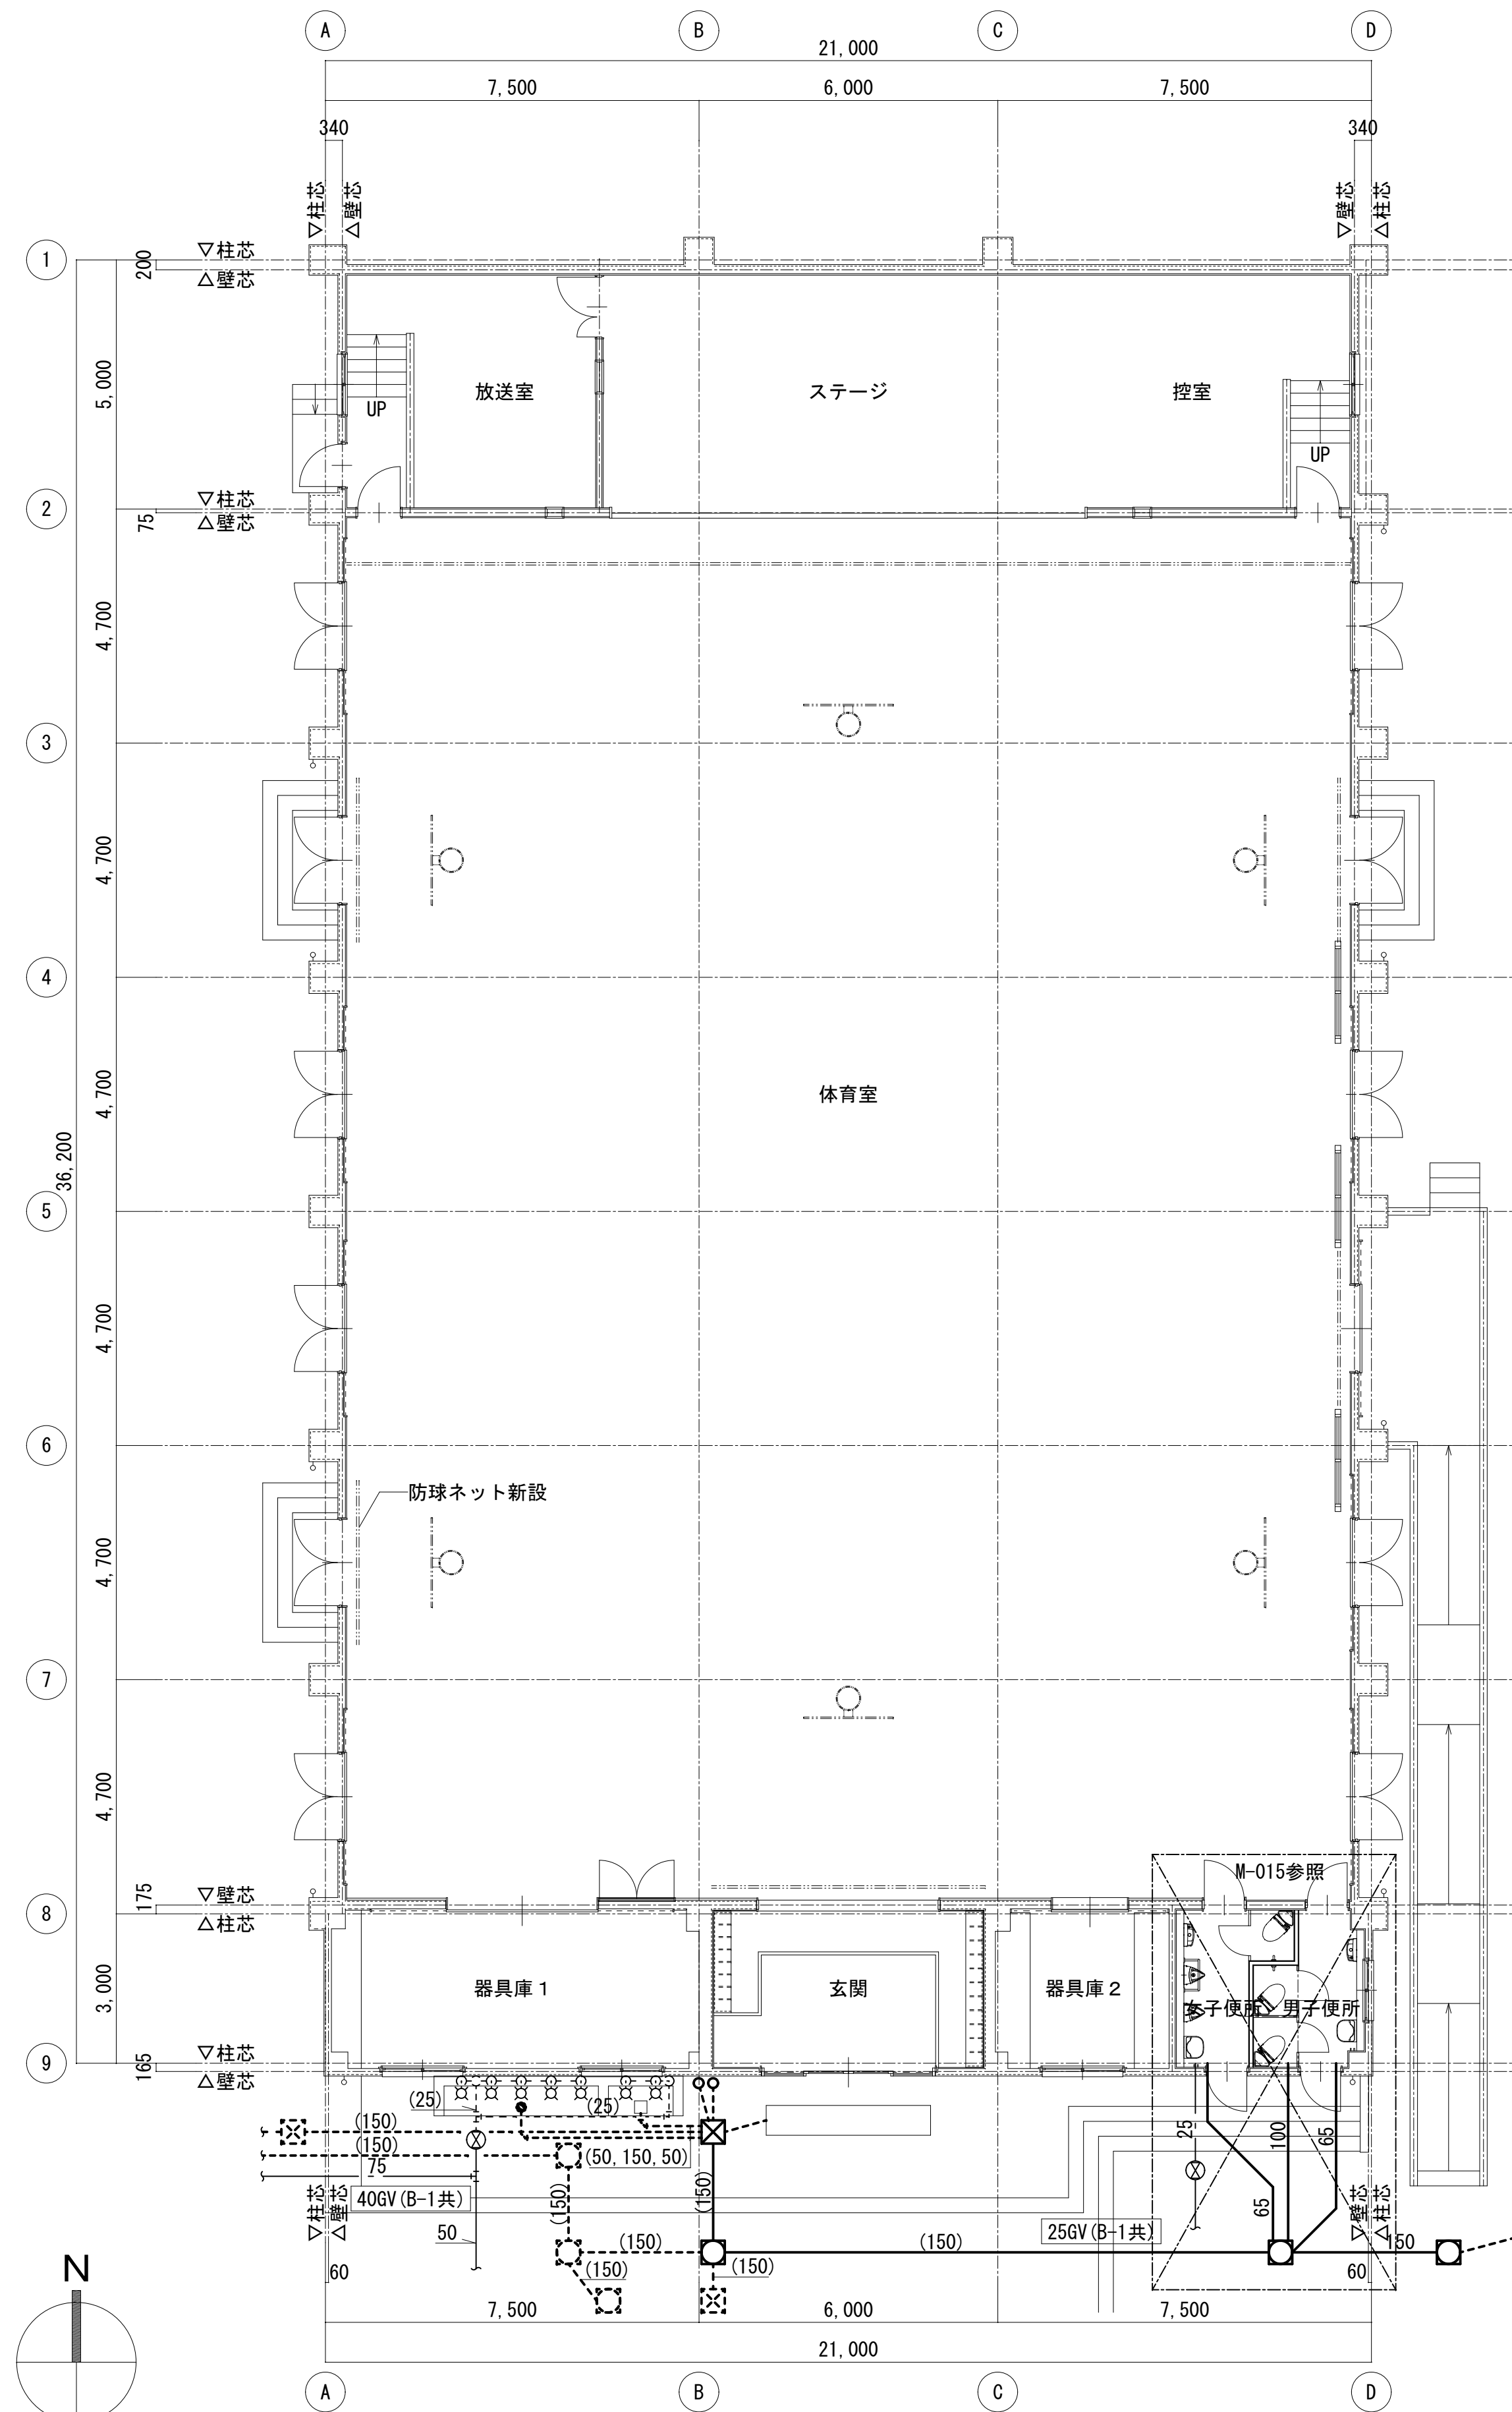 A
B
C
D
21,000
7,500
6,000
7,500
340
340
▽柱芯
△壁芯
▽壁芯
△柱芯
1
200
▽柱芯
△壁芯
5,000
放送室
ステージ
控室
UP
UP
2
75
▽柱芯
△壁芯
4,700
3
4,700
4
4,700
体育室
36,200
5
4,700
6
防球ネット新設
4,700
7
4,700
M-015参照
175
▽壁芯
△柱芯
8
3,000
器具庫1
玄関
器具庫2
女子便所
男子便所
165
▽柱芯
△壁芯
9
(25)
(25)
(150)
(150)
75
(50,150,50)
25
100
65
40GV(B-1共)
(150)
(150)
65
▽柱芯
△壁芯
▽壁芯
△柱芯
50
(150)
(150)
25GV(B-1共)
150
(150)
(150)
60
60
N
7,500
6,000
7,500
21,000
A
B
C
D